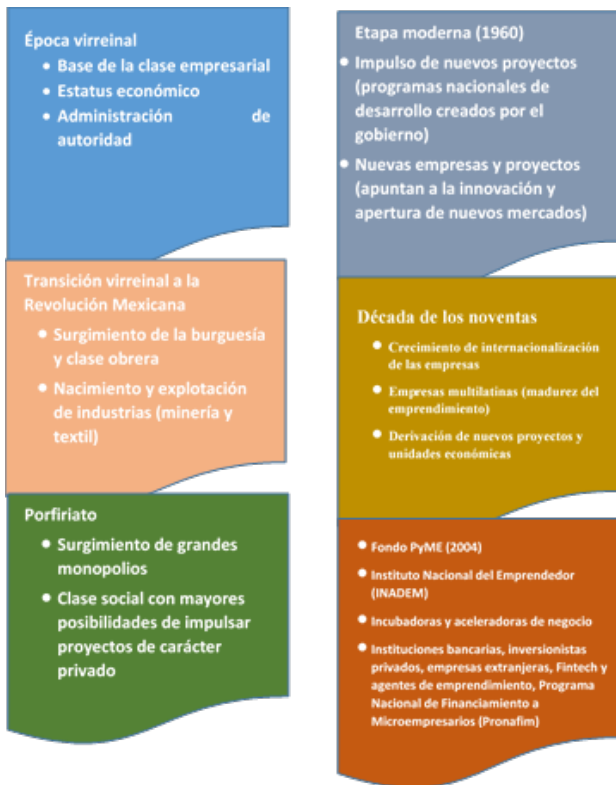 Época virreinal
• Base de la clase empresarial
• Estatus económico
• Administración de
autoridad
Transición virreinal a la
Revolución Mexicana
• Surgimiento de la burguesía
y clase obrera
• Nacimiento y explotación
de industrias (minería y
textil)
Porfiriato
• Surgimiento de grandes
monopolios
• Clase social con mayores
posibilidades de impulsar
proyectos de carácter
privado
Etapa moderna (1960)
• Impulso de nuevos proyectos
(programas nacionales de
desarrollo creados por el
gobierno)
• Nuevas empresas y proyectos
(apuntan a la innovación y
apertura de nuevos mercados)
Década de los noventas
• Crecimiento de internacionalización
de las empresas
• Empresas multilatinas (madurez del
emprendimiento)
• Derivación de nuevos proyectos y
unidades económicas
• Fondo PyME (2004)
• Instituto Nacional del Emprendedor
(INADEM)
• Incubadoras y aceleradoras de negocio
• Instituciones bancarias, inversionistas
privados, empresas extranjeras, Fintech y
agentes de emprendimiento, Programa
Nacional de Financiamiento a
Microempresarios (Pronafim)